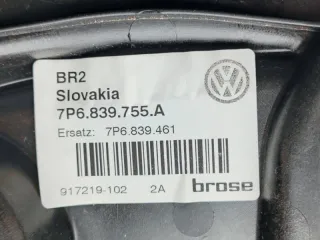 BR2
Slovakia
7P6.839.755.A
Ersatz: 7P6.839.461
917219-102 2A brose